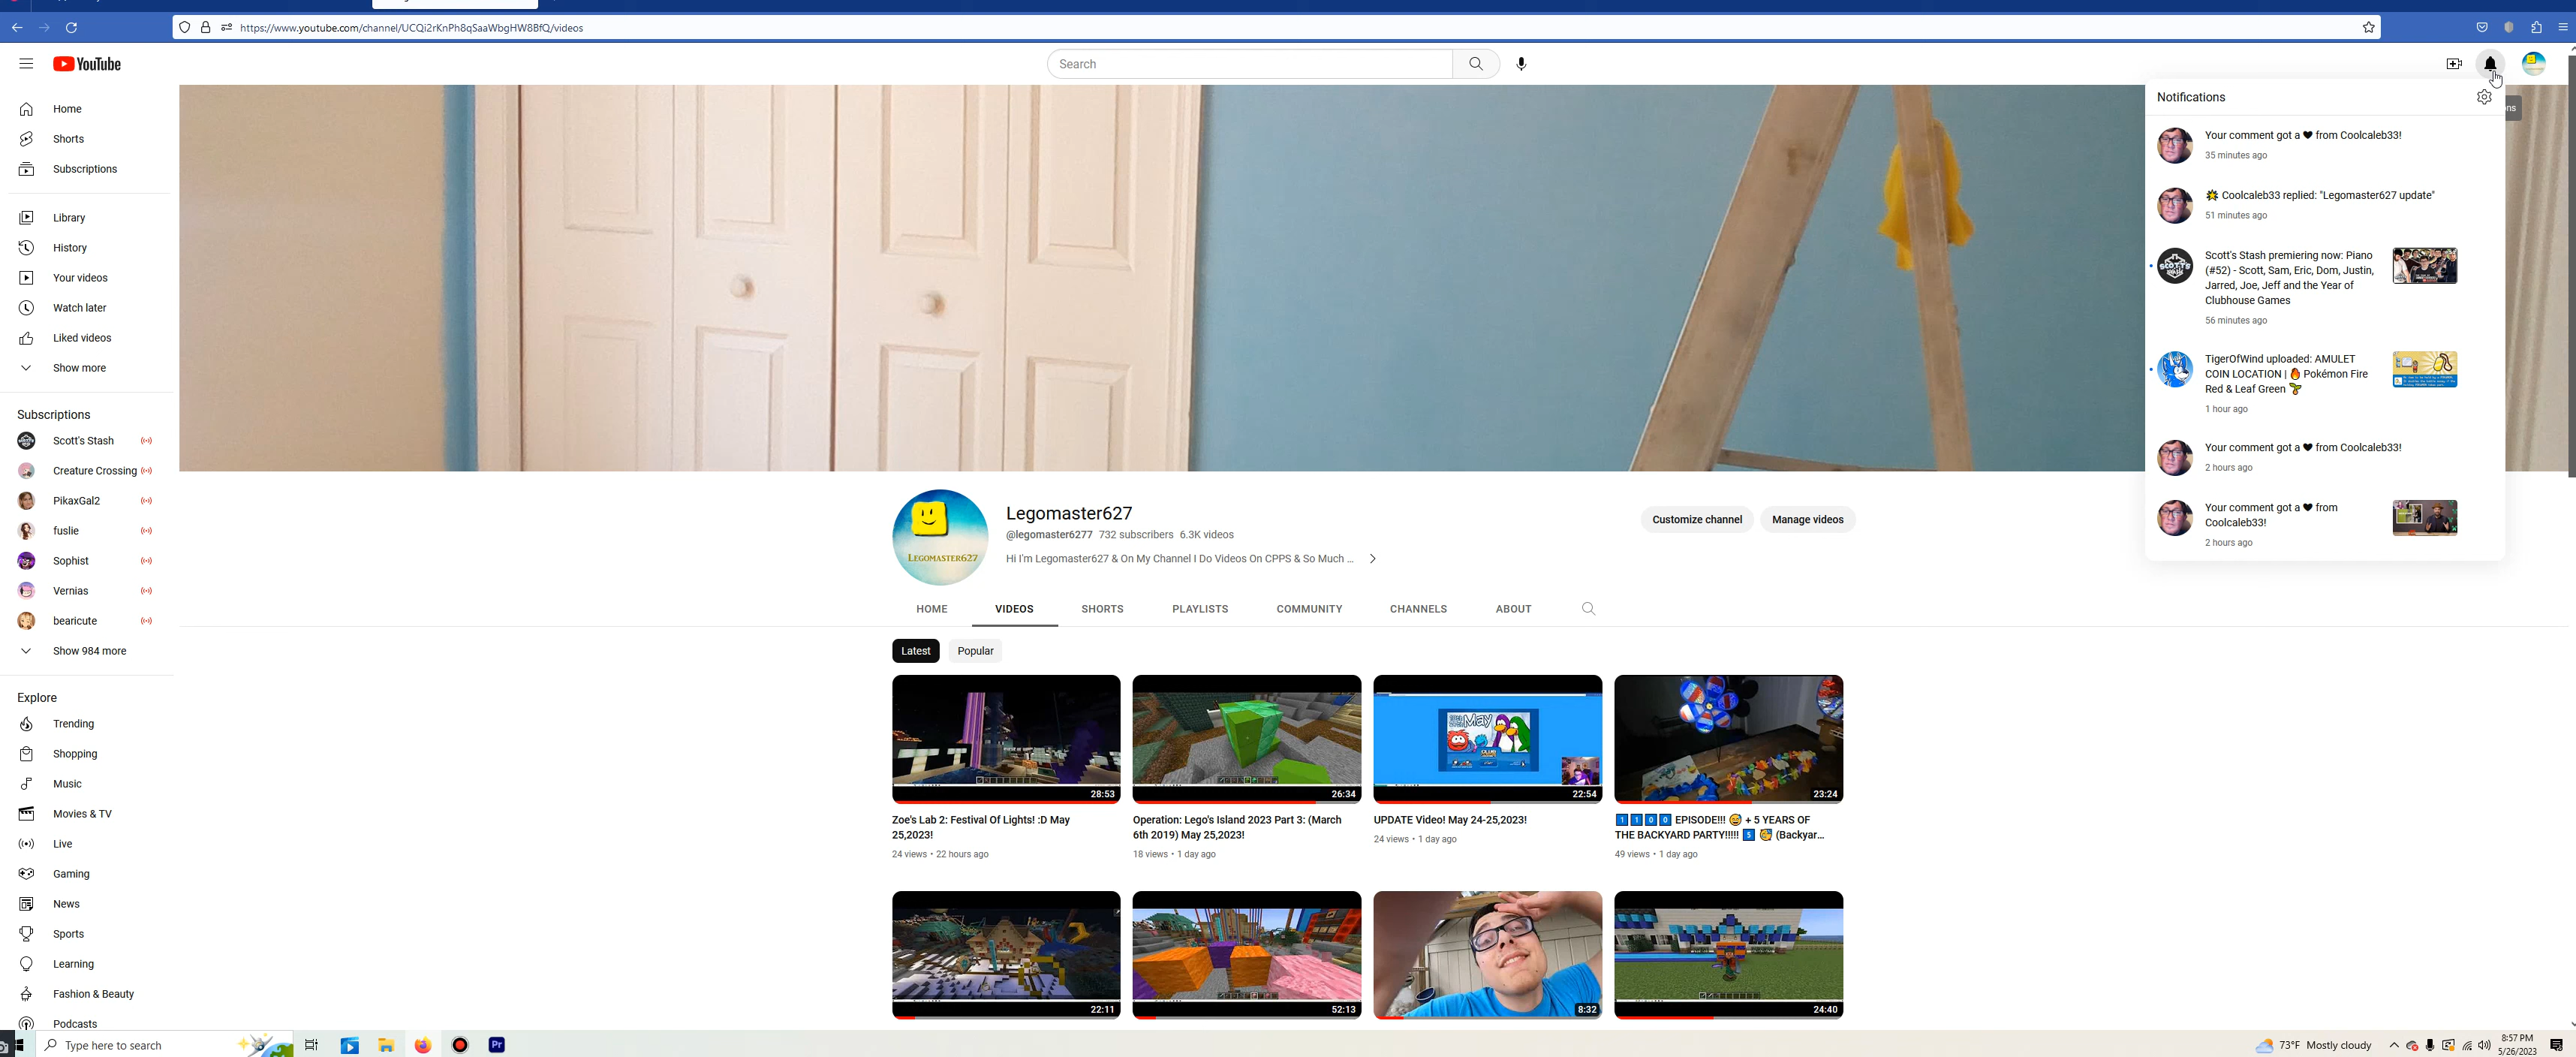 https://www.youtube.com/channel/UCQi2rKnPh8qSaaWbgHW8BfQ/videos
YouTube
Search
Home
Shorts
Subscriptions
Library
History
Your videos
Watch later
Liked videos
Show more
Subscriptions
Scott's Stash
Creature Crossing
PikaxGal2
fuslie
Sophist
Vernias
bearicute
Show 984 more
Explore
Trending
Shopping
Music
Movies & TV
Live
Gaming
News
Sports
Learning
Fashion & Beauty
Podcasts
Notifications
Your comment got a 🖤 from Coolcaleb33!
35 minutes ago
Coolcaleb33 replied: "Legomaster627 update"
51 minutes ago
Scott's Stash premiering now: Piano
(#52) - Scott, Sam, Eric, Dom, Justin,
Jarred, Joe, Jeff and the Year of
Clubhouse Games
56 minutes ago
TigerOfWind uploaded: AMULET
COIN LOCATION | 🔥 Pokémon Fire
Red & Leaf Green 🌱
1 hour ago
Your comment got a 🖤 from Coolcaleb33!
2 hours ago
Your comment got a 🖤 from
Coolcaleb33!
2 hours ago
LEGOMASTER627
Legomaster627
@legomaster6277 732 subscribers 6.3K videos
Hi I'm Legomaster627 & On My Channel I Do Videos On CPPS & So Much ...
Customize channel
Manage videos
HOME VIDEOS SHORTS PLAYLISTS COMMUNITY CHANNELS ABOUT
Latest Popular
28:53
Zoe's Lab 2: Festival Of Lights! :D May
25,2023!
24 views • 22 hours ago
26:34
Operation: Lego's Island 2023 Part 3: (March
6th 2019) May 25,2023!
18 views • 1 day ago
May
22:54
UPDATE Video! May 24-25,2023!
24 views • 1 day ago
23:24
1 1 0 0 EPISODE!!! 😅 + 5 YEARS OF
THE BACKYARD PARTY!!!!! 5 🥳 (Backyar...
49 views • 1 day ago
22:11
52:13
8:32
24:40
Type here to search
Pr
73°F Mostly cloudy
8:57 PM
5/26/2023